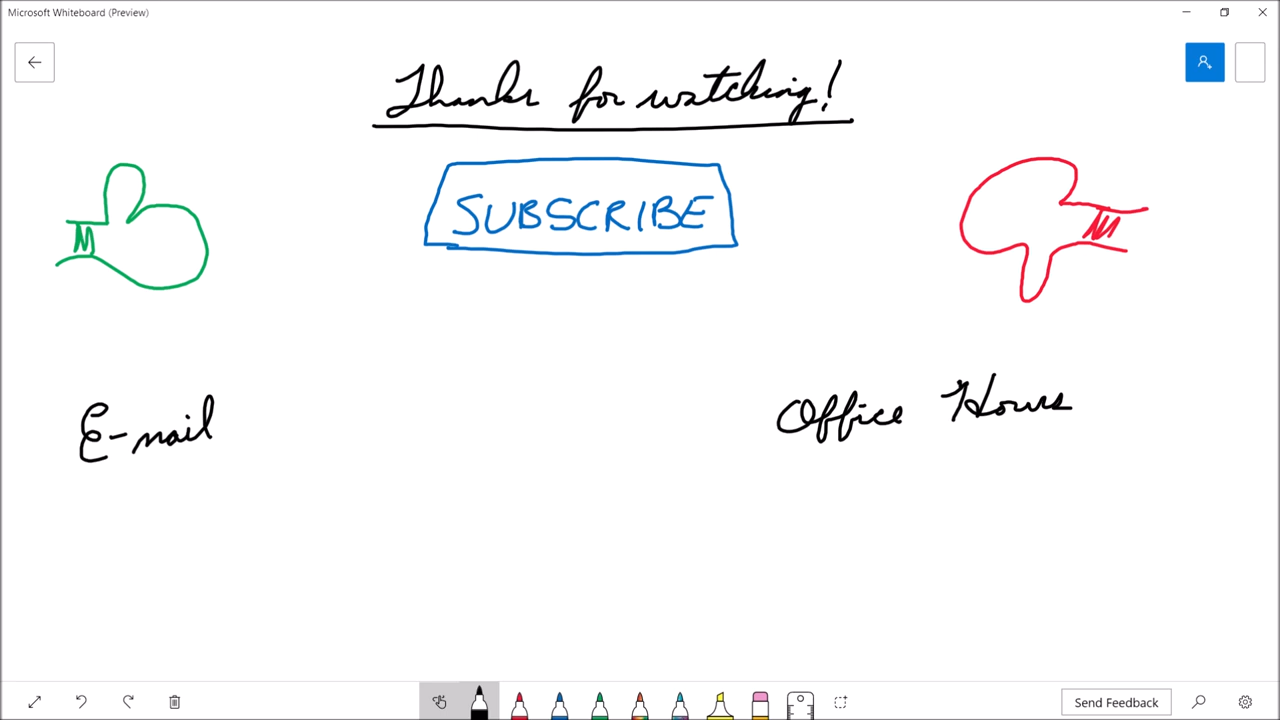 Microsoft Whiteboard (Preview)
Thanks for watching!
SUBSCRIBE
E-mail
Office Hours
Send Feedback